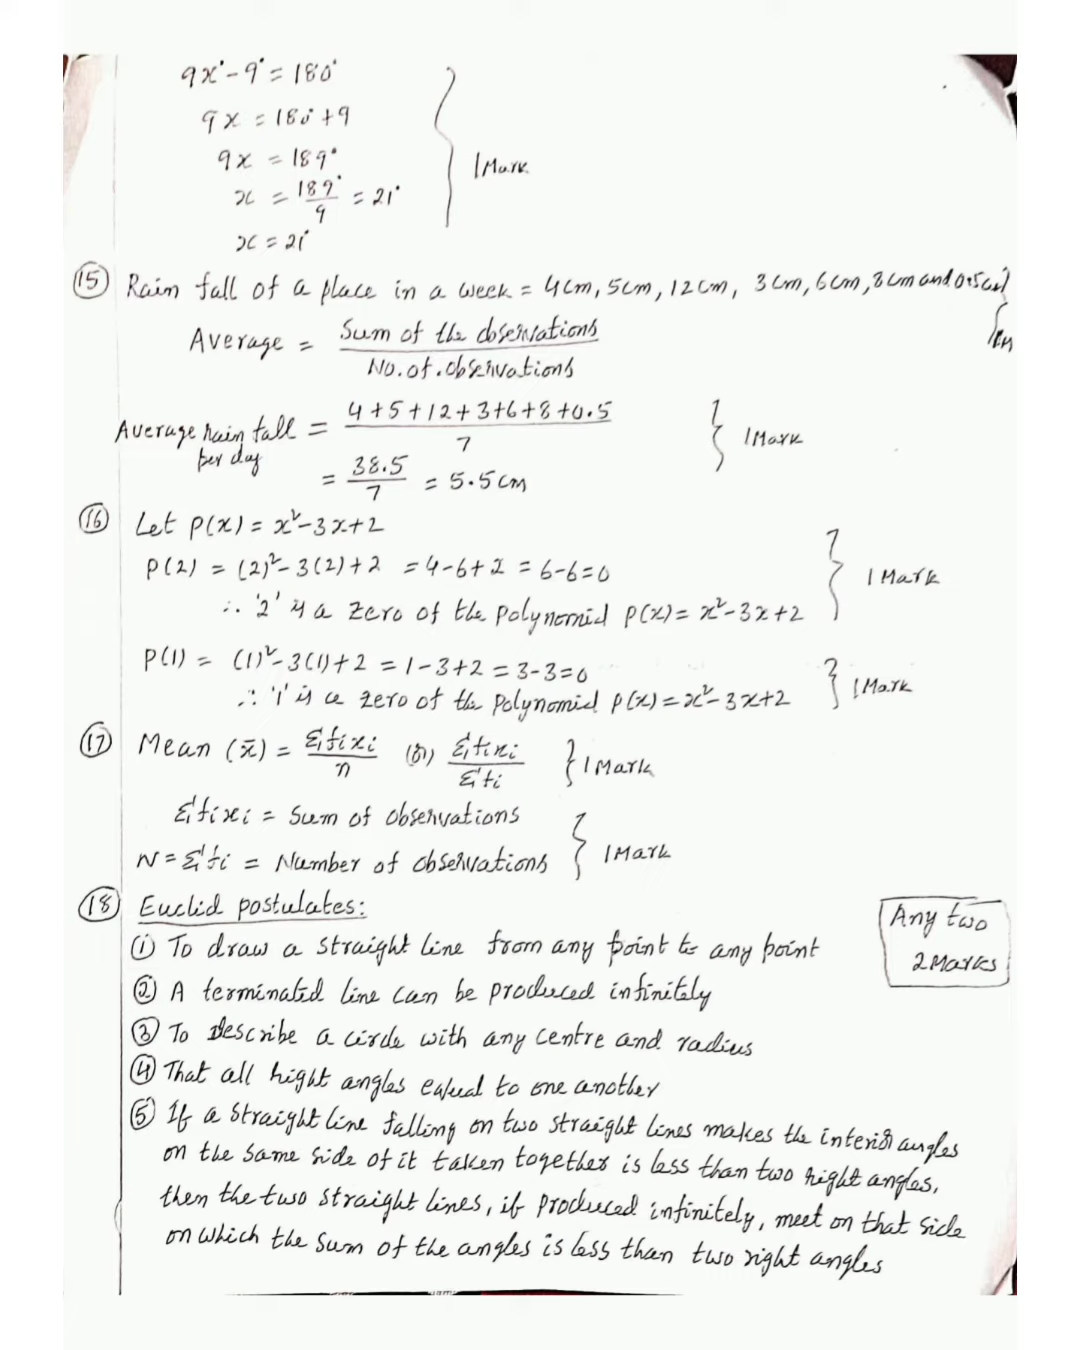 9x° - 9° = 180°
9x = 180° + 9
9x = 189°
x = 189°/9 = 21°
1 Mark
x = 21°
(15) Rain fall of a place in a week = 4cm, 5cm, 12cm, 3cm, 6cm, 8cm and 0.5cm
Average = Sum of the observations / No. of. observations
Average rain fall per day = 4+5+12+3+6+8+0.5 / 7
1 Mark
= 38.5/7 = 5.5cm
(16) Let P(x) = x²-3x+2
P(2) = (2)²-3(2)+2 = 4-6+2 = 6-6=0
1 Mark
∴ '2' is a zero of the polynomial P(x) = x²-3x+2
P(1) = (1)²-3(1)+2 = 1-3+2 = 3-3=0
∴ '1' is a zero of the polynomial P(x) = x²-3x+2
1 Mark
(17) Mean (x̄) = Σfixi/n (or) Σfixi/Σfi
1 Mark
Σfixi = Sum of observations
N = Σfi = Number of observations
1 Mark
(18) Euclid postulates:
Any two
2 Marks
(1) To draw a straight line from any point to any point
(2) A terminated line can be produced infinitely
(3) To describe a circle with any centre and radius
(4) That all right angles equal to one another
(5) If a straight line falling on two straight lines makes the interior angles
on the same side of it taken together is less than two right angles,
then the two straight lines, if produced infinitely, meet on that side
on which the sum of the angles is less than two right angles